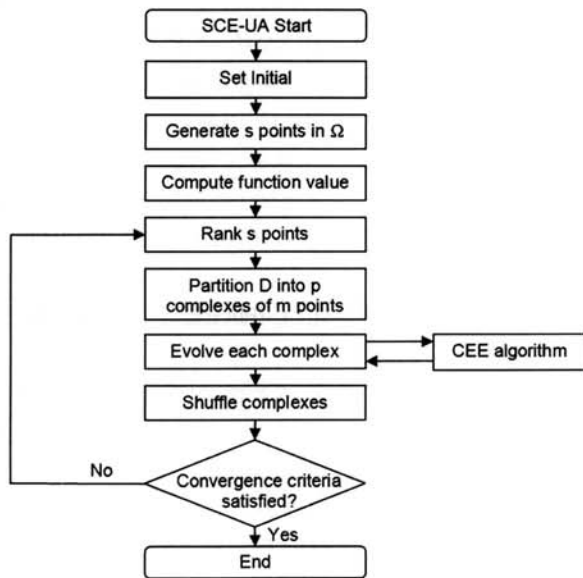 SCE-UA Start
Set Initial
Generate s points in Ω
Compute function value
Rank s points
Partition D into p
complexes of m points
Evolve each complex
CEE algorithm
Shuffle complexes
No
Convergence criteria
satisfied?
Yes
End